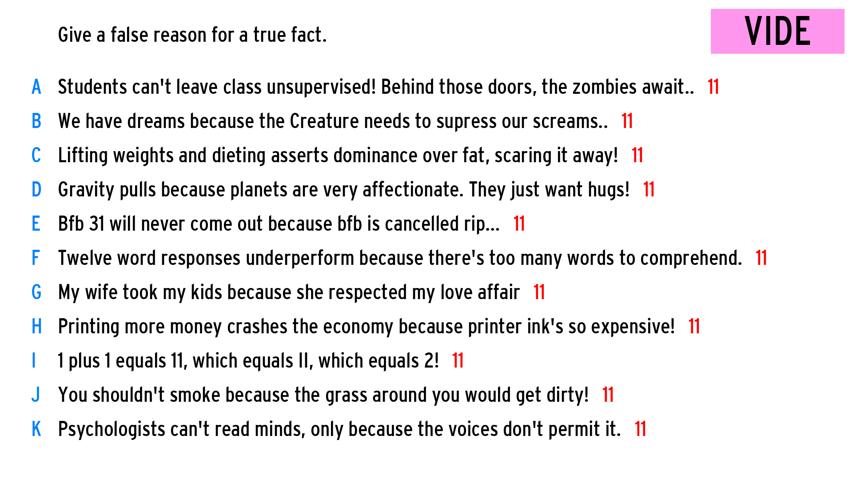 Give a false reason for a true fact.
VIDE
A Students can't leave class unsupervised! Behind those doors, the zombies await.. 11
B We have dreams because the Creature needs to supress our screams.. 11
C Lifting weights and dieting asserts dominance over fat, scaring it away! 11
D Gravity pulls because planets are very affectionate. They just want hugs! 11
E Bfb 31 will never come out because bfb is cancelled rip... 11
F Twelve word responses underperform because there's too many words to comprehend. 11
G My wife took my kids because she respected my love affair 11
H Printing more money crashes the economy because printer ink's so expensive! 11
I 1 plus 1 equals 11, which equals II, which equals 2! 11
J You shouldn't smoke because the grass around you would get dirty! 11
K Psychologists can't read minds, only because the voices don't permit it. 11